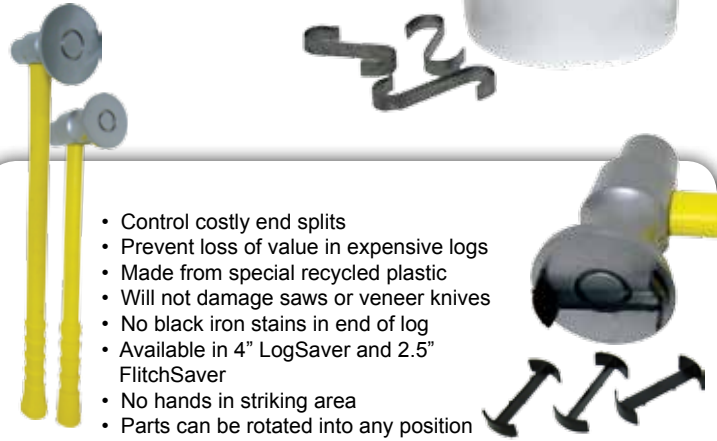 • Control costly end splits
• Prevent loss of value in expensive logs
• Made from special recycled plastic
• Will not damage saws or veneer knives
• No black iron stains in end of log
• Available in 4” LogSaver and 2.5”
FlitchSaver
• No hands in striking area
• Parts can be rotated into any position